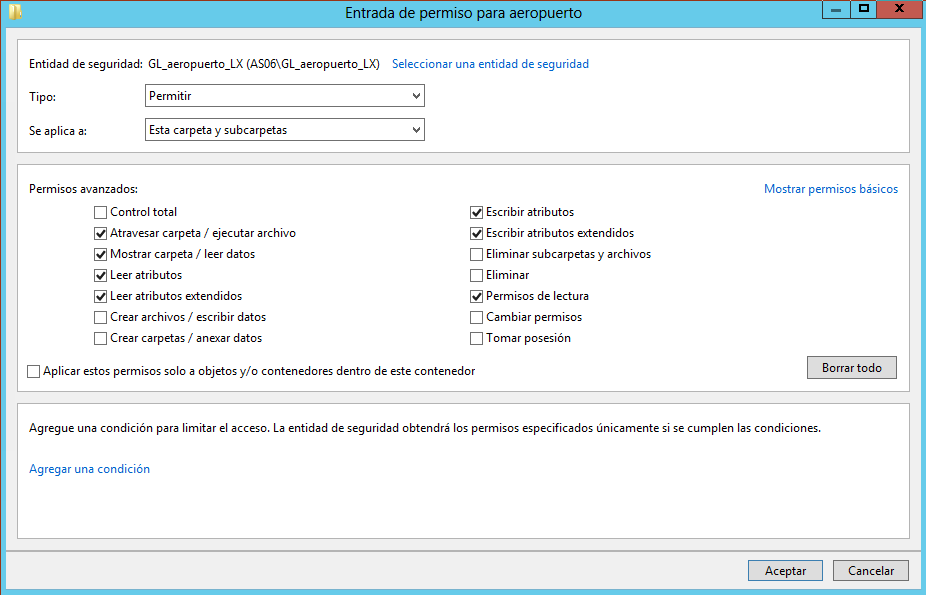 Entrada de permiso para aeropuerto
Entidad de seguridad: GL_aeropuerto_LX (AS06\GL_aeropuerto_LX) Seleccionar una entidad de seguridad
Tipo: Permitir
Se aplica a: Esta carpeta y subcarpetas
Permisos avanzados: Mostrar permisos básicos
Control total Escribir atributos
Atravesar carpeta / ejecutar archivo Escribir atributos extendidos
Mostrar carpeta / leer datos Eliminar subcarpetas y archivos
Leer atributos Eliminar
Leer atributos extendidos Permisos de lectura
Crear archivos / escribir datos Cambiar permisos
Crear carpetas / anexar datos Tomar posesión
Aplicar estos permisos solo a objetos y/o contenedores dentro de este contenedor Borrar todo
Agregue una condición para limitar el acceso. La entidad de seguridad obtendrá los permisos especificados únicamente si se cumplen las condiciones.
Agregar una condición
Aceptar Cancelar